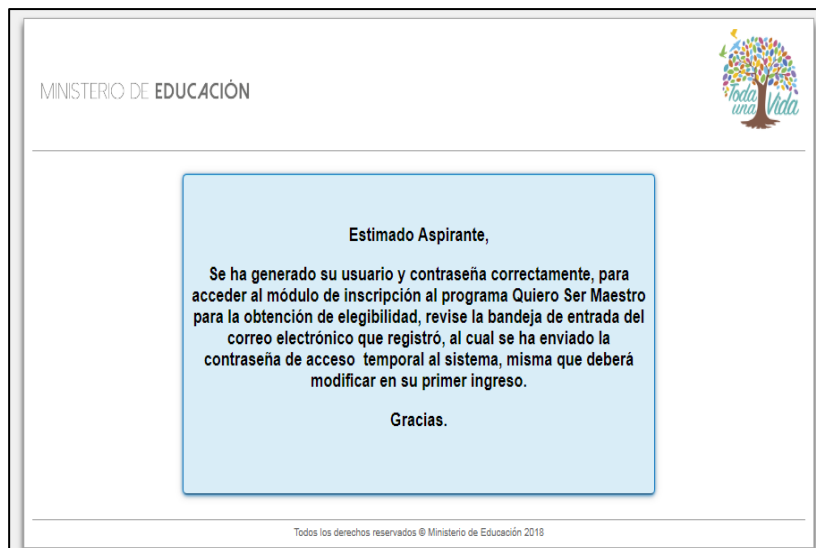 MINISTERIO DE EDUCACIÓN
Toda
una Vida
Estimado Aspirante,
Se ha generado su usuario y contraseña correctamente, para
acceder al módulo de inscripción al programa Quiero Ser Maestro
para la obtención de elegibilidad, revise la bandeja de entrada del
correo electrónico que registró, al cual se ha enviado la
contraseña de acceso temporal al sistema, misma que deberá
modificar en su primer ingreso.
Gracias.
Todos los derechos reservados © Ministerio de Educación 2018